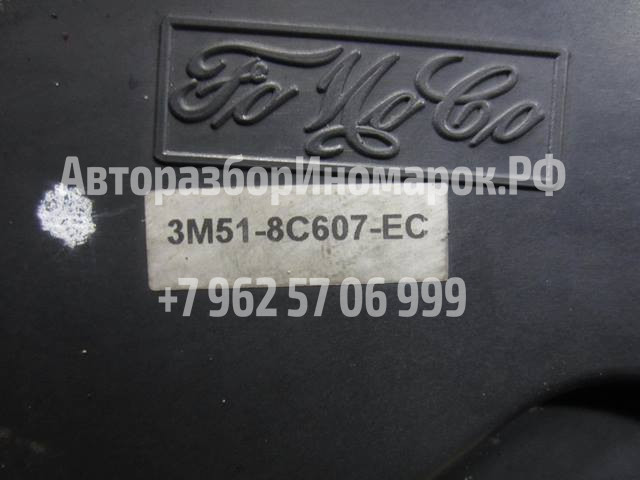 FoMoCo
АвторазборИномарок.РФ
3M51-8C607-EC
+7 962 57 06 999